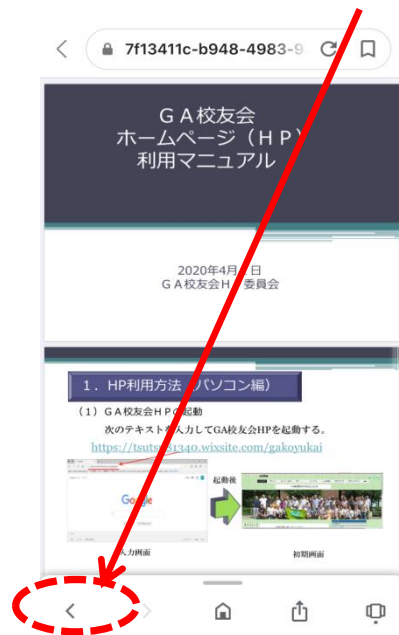 7f13411c-b948-4983-9
ＧＡ校友会
ホームページ（ＨＰ）
利用マニュアル
2020年4月 日
ＧＡ校友会Ｈ 委員会
１．HP利用方法（パソコン編）
（１）ＧＡ校友会ＨＰの起動
次のテキストを入力してGA校友会HPを起動する。
https://tsuts 1340.wixsite.com/gakoyukai
起動後
Google
入力画面
初期画面